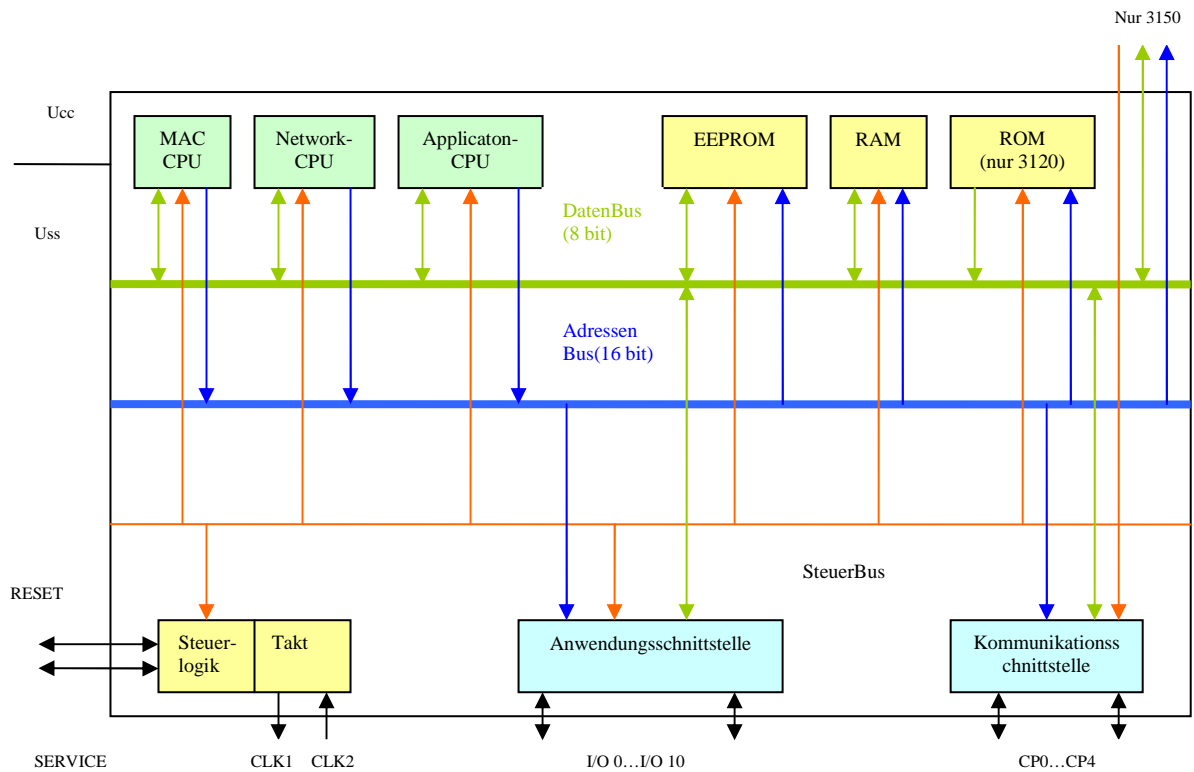 Nur 3150
Ucc
MAC
CPU
Network-
CPU
Applicaton-
CPU
EEPROM
RAM
ROM
(nur 3120)
Uss
DatenBus
(8 bit)
Adressen
Bus(16 bit)
SteuerBus
RESET
Steuer-
logik
Takt
Anwendungsschnittstelle
Kommunikationss
chnittstelle
SERVICE
CLK1
CLK2
I/O 0…I/O 10
CP0…CP4